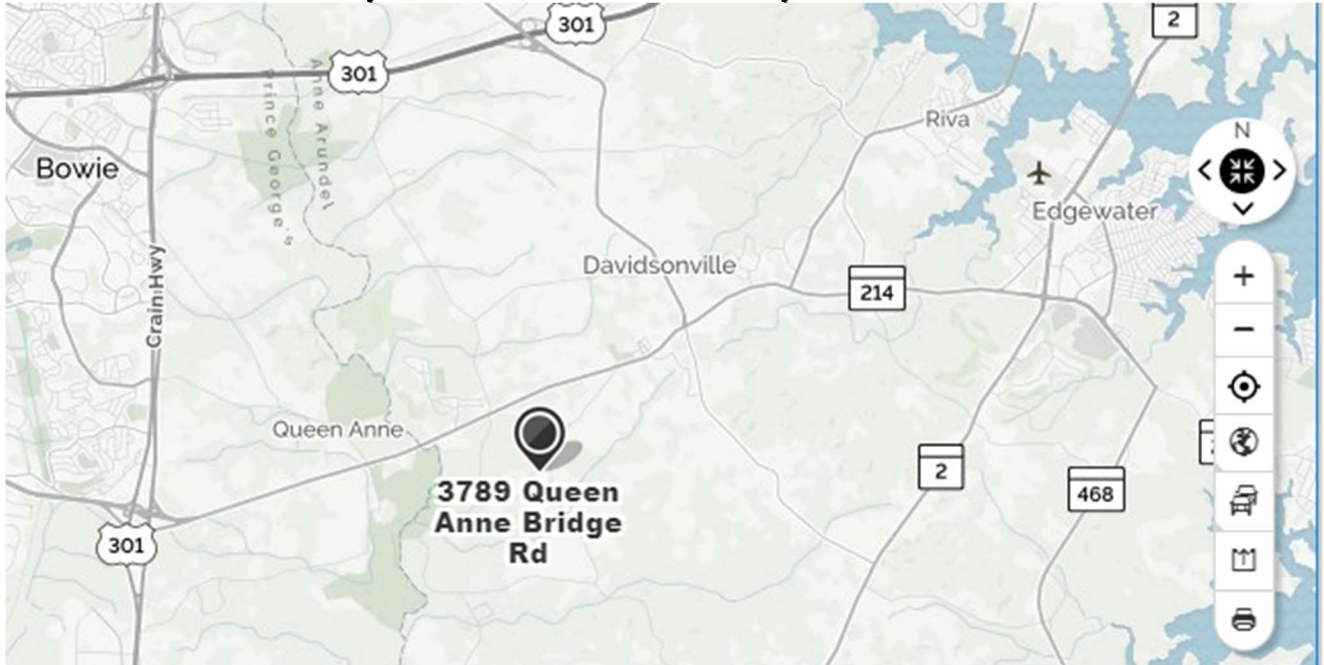 301
2
301
Anne Arundel
Prince George's
Riva
N
Bowie
Edgewater
Crain Hwy
Davidsonville
214
Queen Anne
2
3789 Queen
Anne Bridge
Rd
468
301